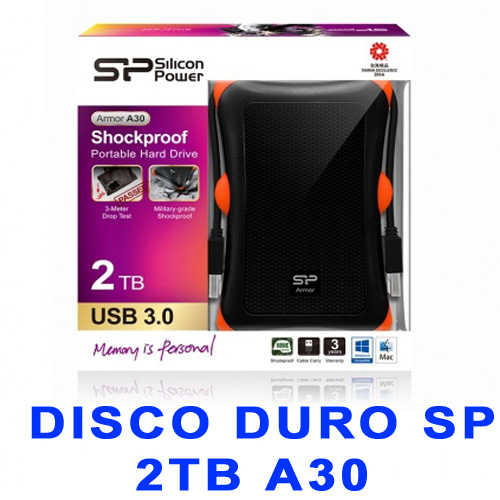 SP Silicon
Power
Armor A30
Shockproof
Portable Hard Drive
3-Meter
Drop Test
Military-grade
Shockproof
2 TB
USB 3.0
Memory is personal
TAIWAN EXCELLENCE
2014
SP
Armor
Shockproof
Cable Carry
3
years
Warranty
Windows
Compatible
Mac
DISCO DURO SP
2TB A30